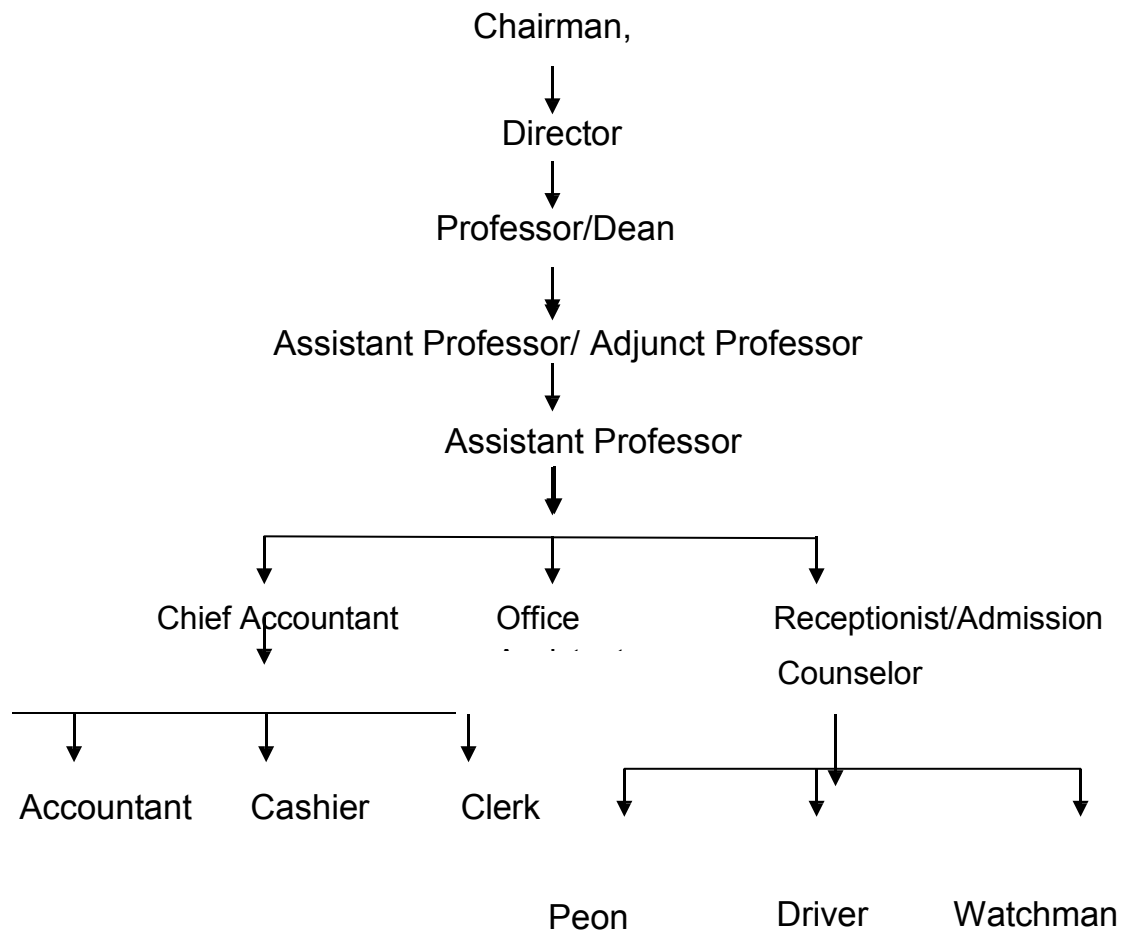 Chairman,
Director
Professor/Dean
Assistant Professor/ Adjunct Professor
Assistant Professor
Chief Accountant
Office
Receptionist/Admission
Counselor
Accountant
Cashier
Clerk
Peon
Driver
Watchman